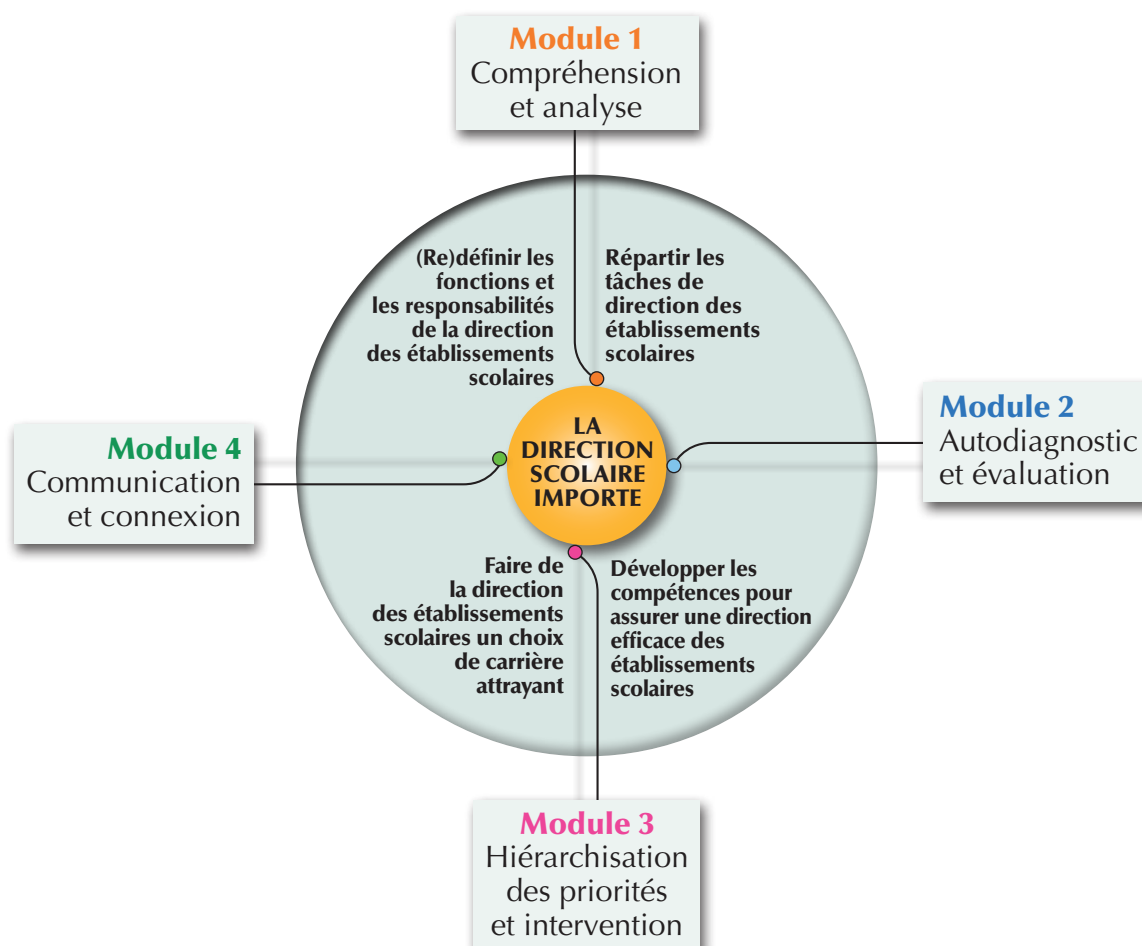 Module 1
Compréhension
et analyse
(Re)définir les
fonctions et
les responsabilités
de la direction
des établissements
scolaires
Répartir les
tâches de
direction des
établissements
scolaires
Module 2
Autodiagnostic
et évaluation
Module 4
Communication
et connexion
LA
DIRECTION
SCOLAIRE
IMPORTE
Faire de
la direction
des établissements
scolaires un choix
de carrière
attrayant
Développer les
compétences pour
assurer une direction
efficace des
établissements
scolaires
Module 3
Hiérarchisation
des priorités
et intervention